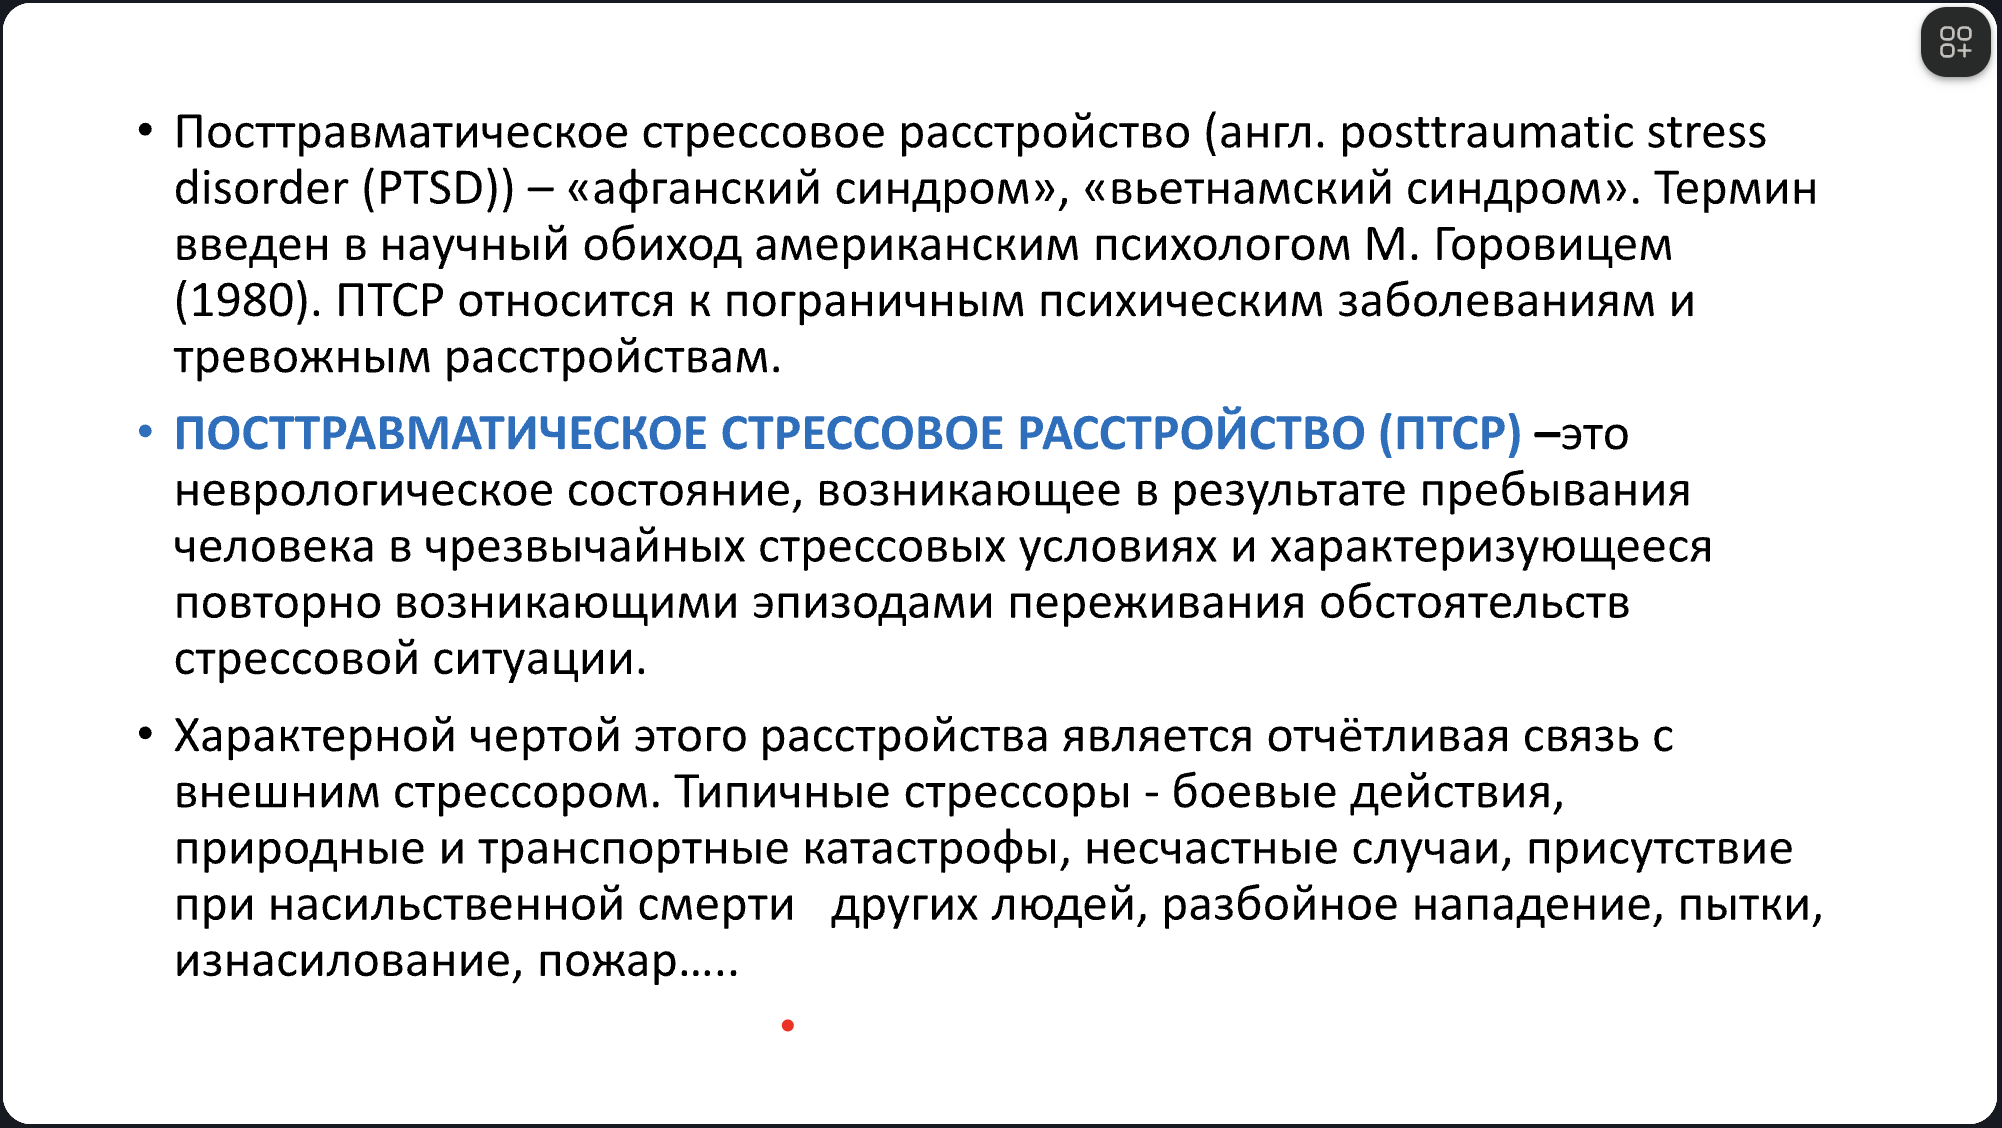 • Посттравматическое стрессовое расстройство (англ. posttraumatic stress
disorder (PTSD)) – «афганский синдром», «вьетнамский синдром». Термин
введен в научный обиход американским психологом М. Горовицем
(1980). ПТСР относится к пограничным психическим заболеваниям и
тревожным расстройствам.
• ПОСТТРАВМАТИЧЕСКОЕ СТРЕССОВОЕ РАССТРОЙСТВО (ПТСР) –это
неврологическое состояние, возникающее в результате пребывания
человека в чрезвычайных стрессовых условиях и характеризующееся
повторно возникающими эпизодами переживания обстоятельств
стрессовой ситуации.
• Характерной чертой этого расстройства является отчётливая связь с
внешним стрессором. Типичные стрессоры - боевые действия,
природные и транспортные катастрофы, несчастные случаи, присутствие
при насильственной смерти   других людей, разбойное нападение, пытки,
изнасилование, пожар…..